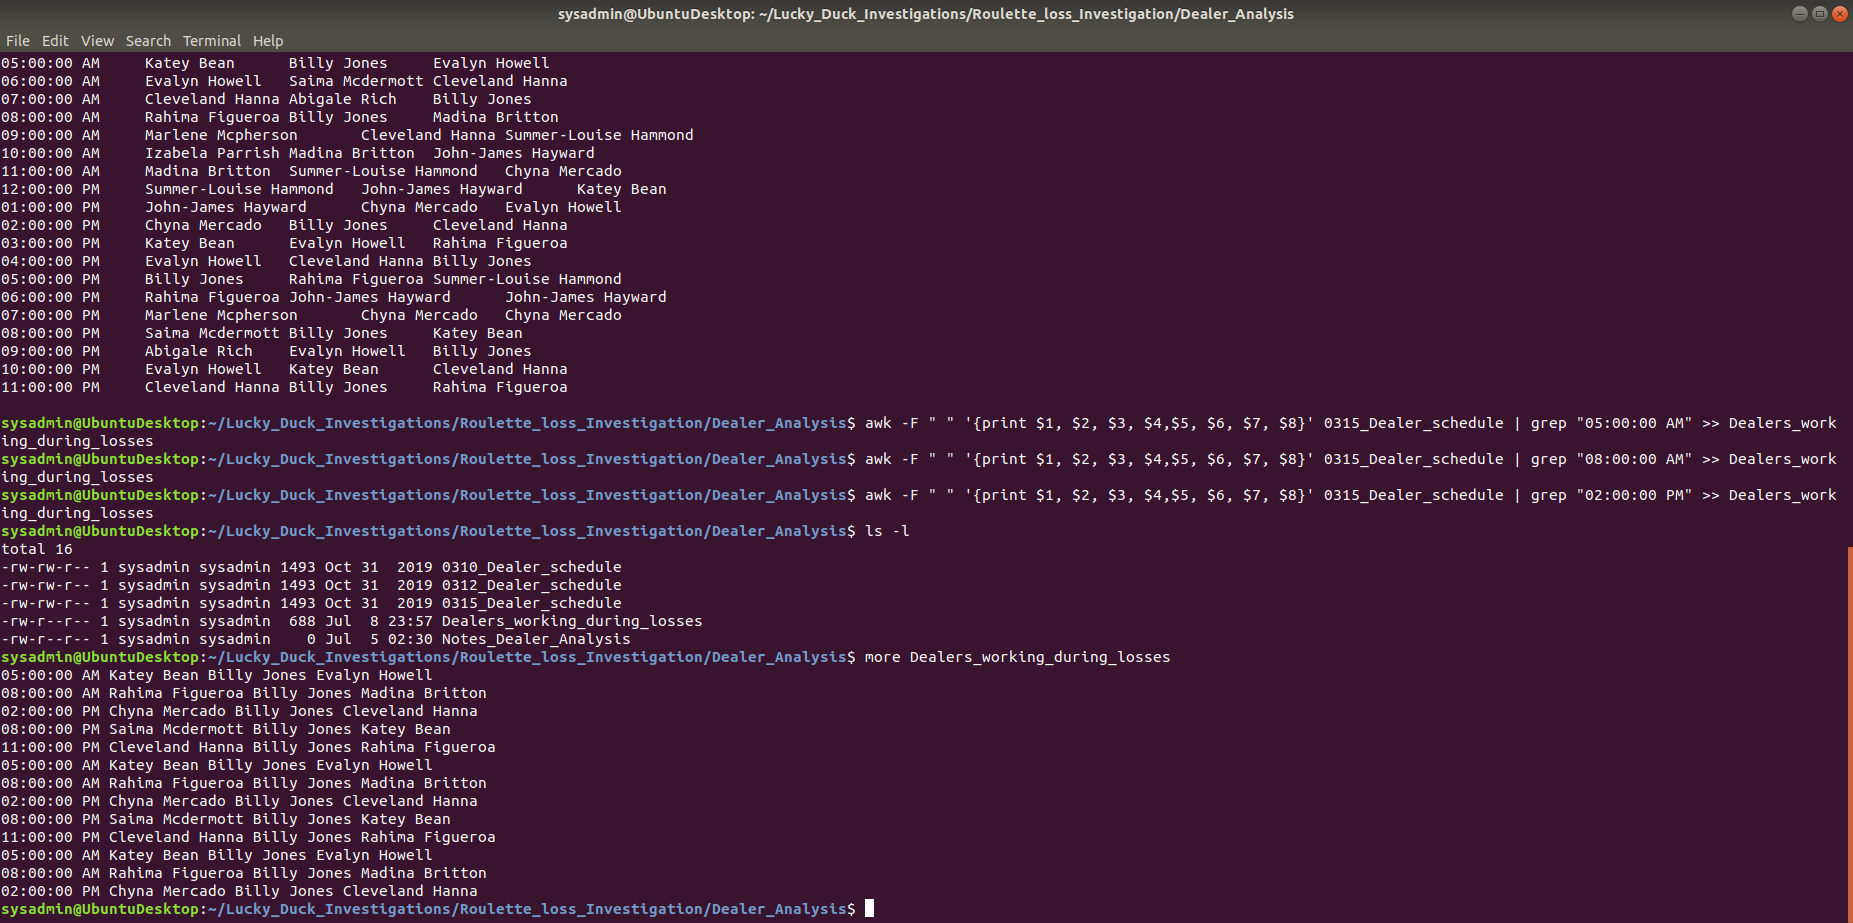 sysadmin@UbuntuDesktop: ~/Lucky_Duck_Investigations/Roulette_loss_Investigation/Dealer_Analysis
File Edit View Search Terminal Help
05:00:00 AM     Katey Bean      Billy Jones     Evalyn Howell
06:00:00 AM     Evalyn Howell   Saima Mcdermott Cleveland Hanna
07:00:00 AM     Cleveland Hanna Abigale Rich    Billy Jones
08:00:00 AM     Rahima Figueroa Billy Jones     Madina Britton
09:00:00 AM     Marlene Mcpherson       Cleveland Hanna Summer-Louise Hammond
10:00:00 AM     Izabela Parrish Madina Britton  John-James Hayward
11:00:00 AM     Madina Britton  Summer-Louise Hammond   Chyna Mercado
12:00:00 PM     Summer-Louise Hammond   John-James Hayward      Katey Bean
01:00:00 PM     John-James Hayward      Chyna Mercado   Evalyn Howell
02:00:00 PM     Chyna Mercado   Billy Jones     Cleveland Hanna
03:00:00 PM     Katey Bean      Evalyn Howell   Rahima Figueroa
04:00:00 PM     Evalyn Howell   Cleveland Hanna Billy Jones
05:00:00 PM     Billy Jones     Rahima Figueroa Summer-Louise Hammond
06:00:00 PM     Rahima Figueroa John-James Hayward      John-James Hayward
07:00:00 PM     Marlene Mcpherson       Chyna Mercado   Chyna Mercado
08:00:00 PM     Saima Mcdermott Billy Jones     Katey Bean
09:00:00 PM     Abigale Rich    Evalyn Howell   Billy Jones
10:00:00 PM     Evalyn Howell   Katey Bean      Cleveland Hanna
11:00:00 PM     Cleveland Hanna Billy Jones     Rahima Figueroa
sysadmin@UbuntuDesktop:~/Lucky_Duck_Investigations/Roulette_loss_Investigation/Dealer_Analysis$ awk -F " " '{print $1, $2, $3, $4,$5, $6, $7, $8}' 0315_Dealer_schedule | grep "05:00:00 AM" >> Dealers_work
ing_during_losses
sysadmin@UbuntuDesktop:~/Lucky_Duck_Investigations/Roulette_loss_Investigation/Dealer_Analysis$ awk -F " " '{print $1, $2, $3, $4,$5, $6, $7, $8}' 0315_Dealer_schedule | grep "08:00:00 AM" >> Dealers_work
ing_during_losses
sysadmin@UbuntuDesktop:~/Lucky_Duck_Investigations/Roulette_loss_Investigation/Dealer_Analysis$ awk -F " " '{print $1, $2, $3, $4,$5, $6, $7, $8}' 0315_Dealer_schedule | grep "02:00:00 PM" >> Dealers_work
ing_during_losses
sysadmin@UbuntuDesktop:~/Lucky_Duck_Investigations/Roulette_loss_Investigation/Dealer_Analysis$ ls -l
total 16
-rw-rw-r-- 1 sysadmin sysadmin 1493 Oct 31  2019 0310_Dealer_schedule
-rw-rw-r-- 1 sysadmin sysadmin 1493 Oct 31  2019 0312_Dealer_schedule
-rw-rw-r-- 1 sysadmin sysadmin 1493 Oct 31  2019 0315_Dealer_schedule
-rw-r--r-- 1 sysadmin sysadmin  688 Jul  8 23:57 Dealers_working_during_losses
-rw-r--r-- 1 sysadmin sysadmin    0 Jul  5 02:30 Notes_Dealer_Analysis
sysadmin@UbuntuDesktop:~/Lucky_Duck_Investigations/Roulette_loss_Investigation/Dealer_Analysis$ more Dealers_working_during_losses
05:00:00 AM Katey Bean Billy Jones Evalyn Howell
08:00:00 AM Rahima Figueroa Billy Jones Madina Britton
02:00:00 PM Chyna Mercado Billy Jones Cleveland Hanna
08:00:00 PM Saima Mcdermott Billy Jones Katey Bean
11:00:00 PM Cleveland Hanna Billy Jones Rahima Figueroa
05:00:00 AM Katey Bean Billy Jones Evalyn Howell
08:00:00 AM Rahima Figueroa Billy Jones Madina Britton
02:00:00 PM Chyna Mercado Billy Jones Cleveland Hanna
08:00:00 PM Saima Mcdermott Billy Jones Katey Bean
11:00:00 PM Cleveland Hanna Billy Jones Rahima Figueroa
05:00:00 AM Katey Bean Billy Jones Evalyn Howell
08:00:00 AM Rahima Figueroa Billy Jones Madina Britton
02:00:00 PM Chyna Mercado Billy Jones Cleveland Hanna
sysadmin@UbuntuDesktop:~/Lucky_Duck_Investigations/Roulette_loss_Investigation/Dealer_Analysis$